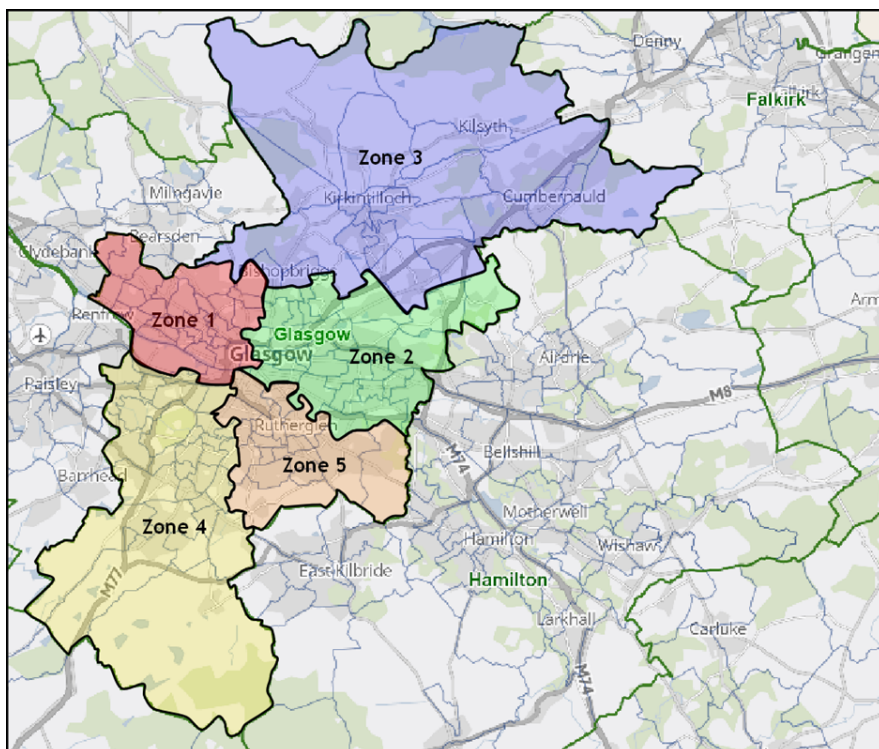 Denny
Grangem
Falkirk
Falkirk
Kilsyth
Zone 3
Milngavie
Kirkintilloch
Cumbernauld
Bearsden
Clydebank
Bishopbriggs
Renfrew
Zone 1
Glasgow
Glasgow
Zone 2
Airdrie
Arm
Paisley
M8
Rutherglen
Bellshill
M74
Zone 5
Barrhead
Motherwell
Zone 4
Hamilton
Wishaw
East Kilbride
Hamilton
M77
Larkhall
Carluke
M74